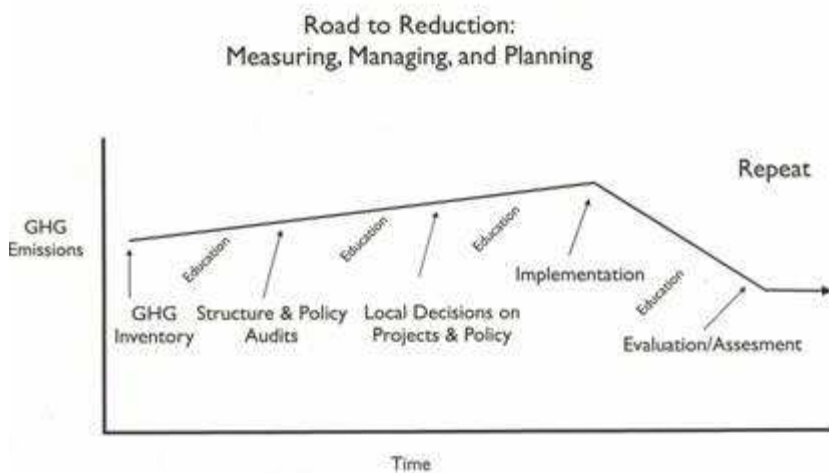 Road to Reduction:
Measuring, Managing, and Planning
Repeat
GHG
Emissions
Education
Education
Education
Education
Implementation
GHG
Inventory
Structure & Policy
Audits
Local Decisions on
Projects & Policy
Evaluation/Assesment
Time